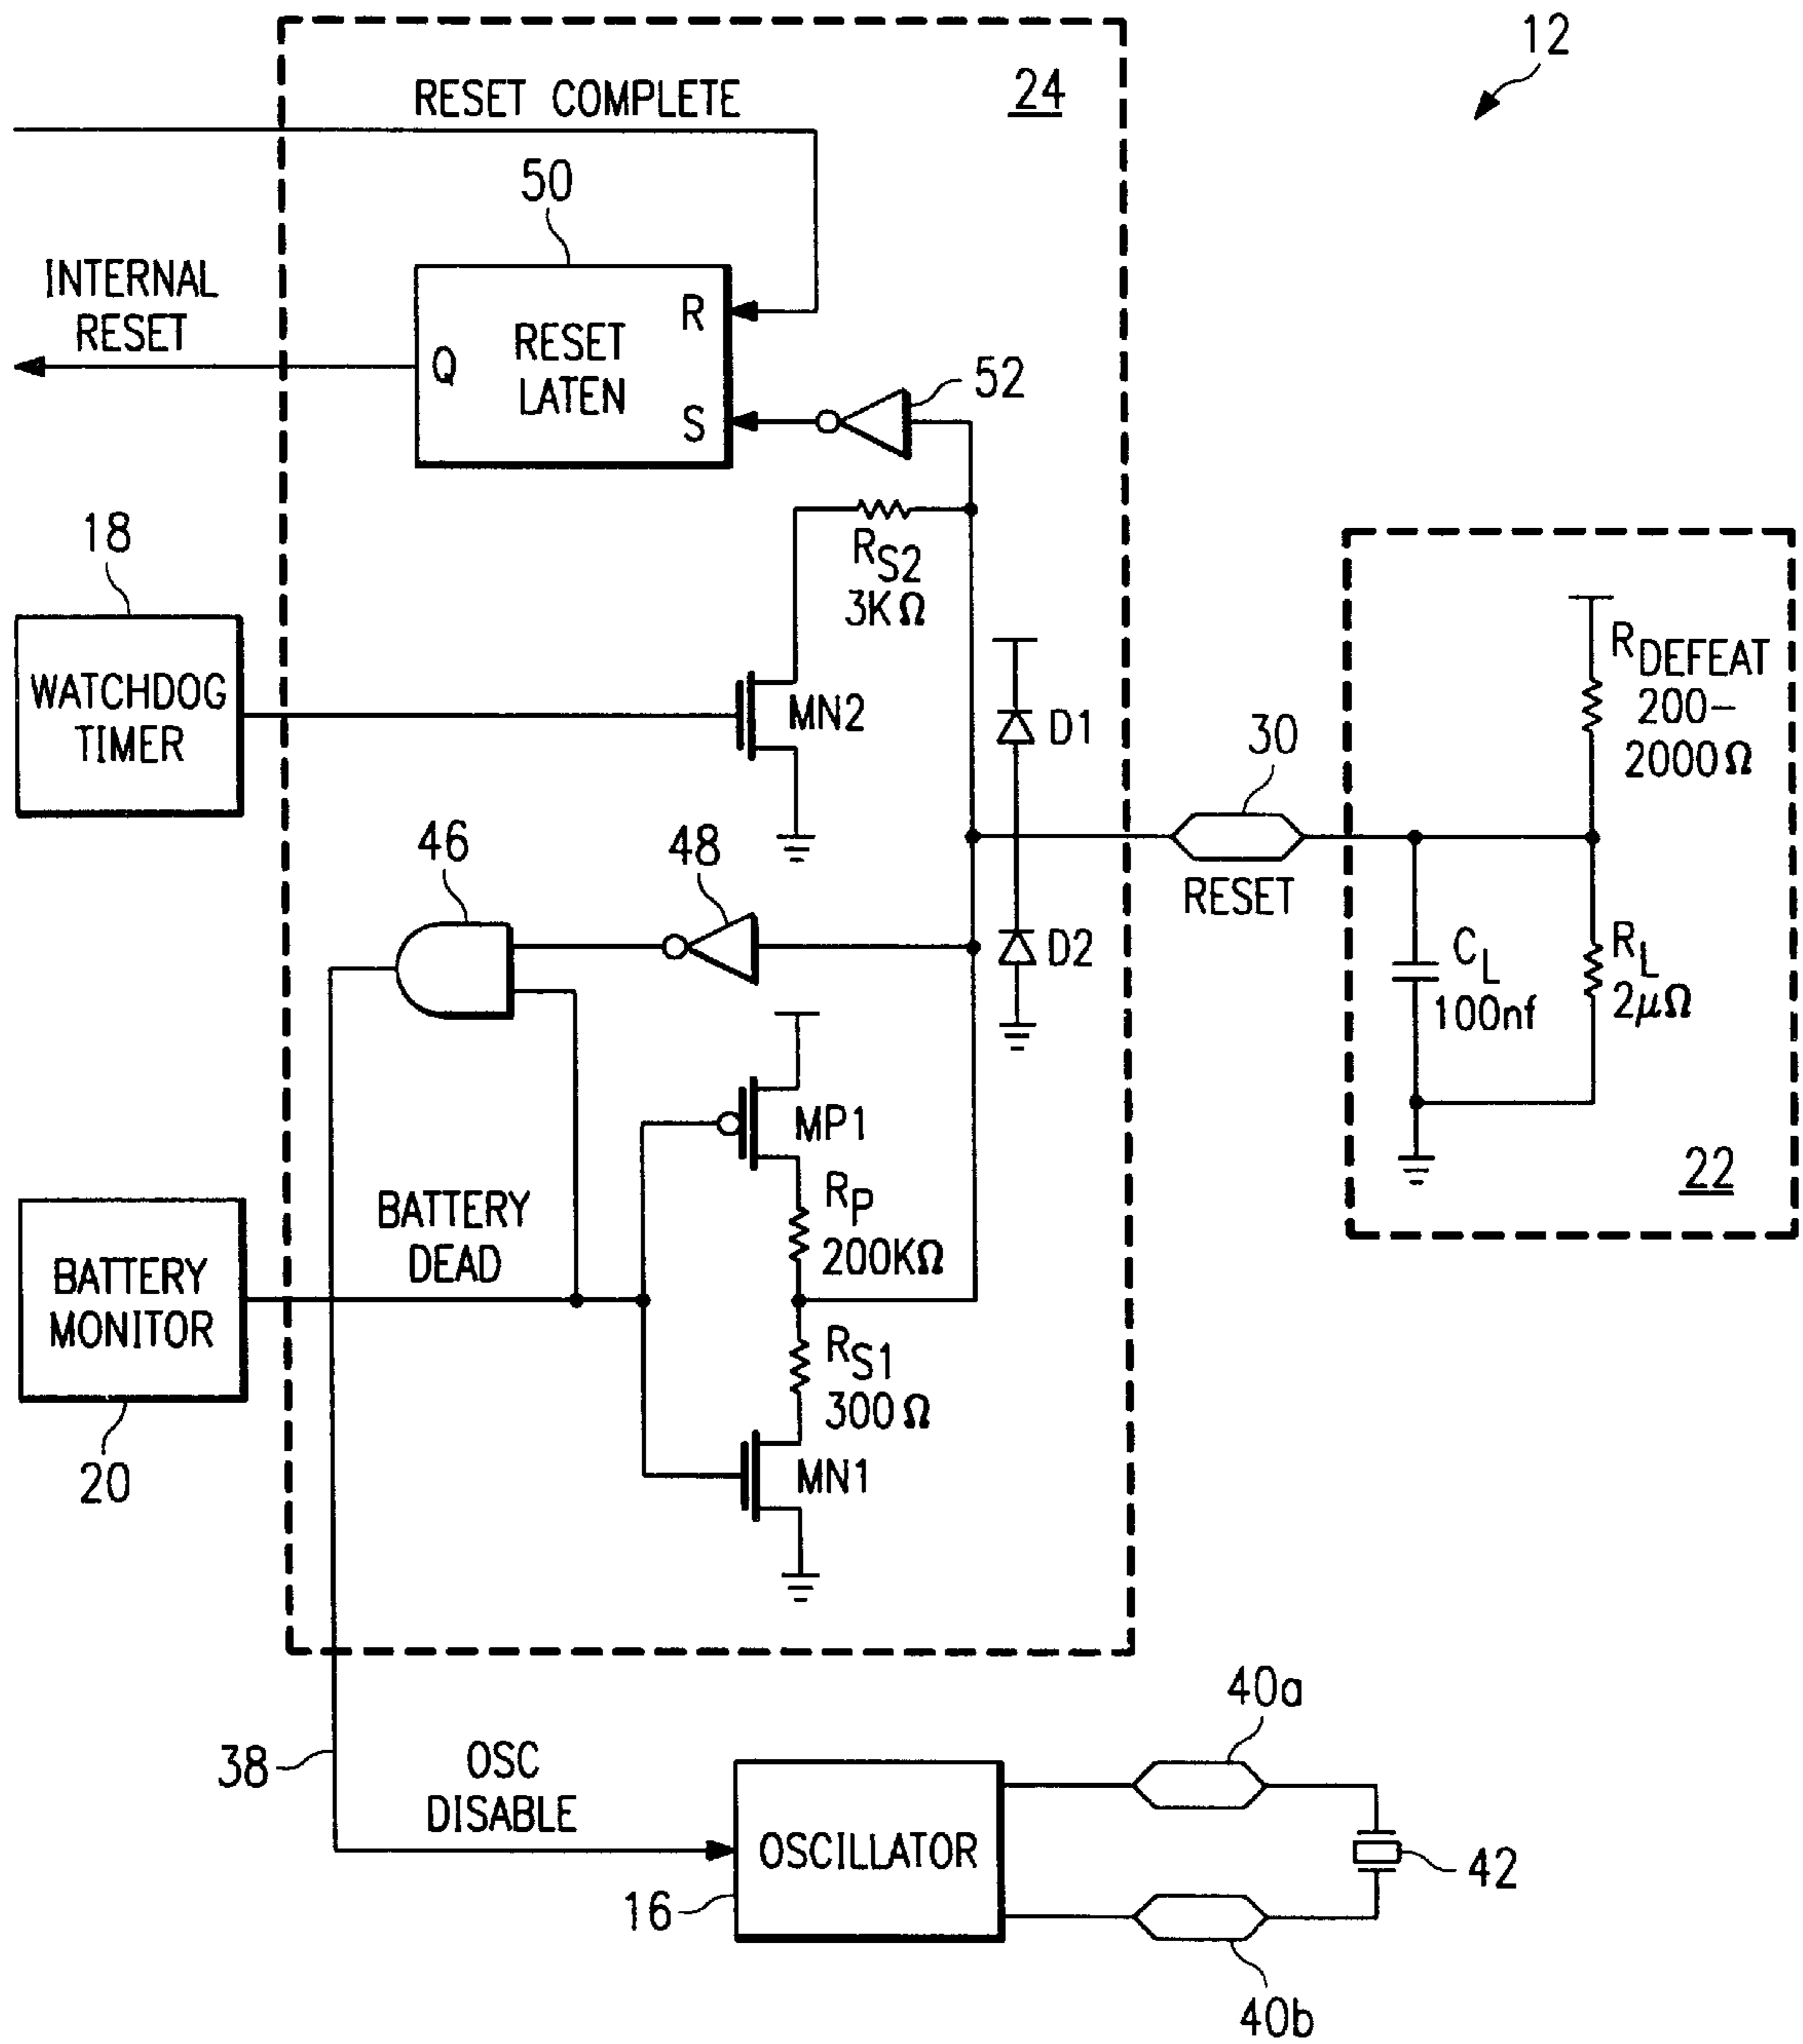 12
24
RESET COMPLETE
50
INTERNAL
RESET
Q
RESET
LATEN
R
S
52
RS2
3KΩ
18
WATCHDOG
TIMER
MN2
D1
30
RESET
RDEFEAT
200–
2000Ω
46
48
D2
CL
100nf
RL
2μΩ
22
MP1
RP
200KΩ
BATTERY
DEAD
BATTERY
MONITOR
20
RS1
300Ω
MN1
38
OSC
DISABLE
OSCILLATOR
16
40a
42
40b